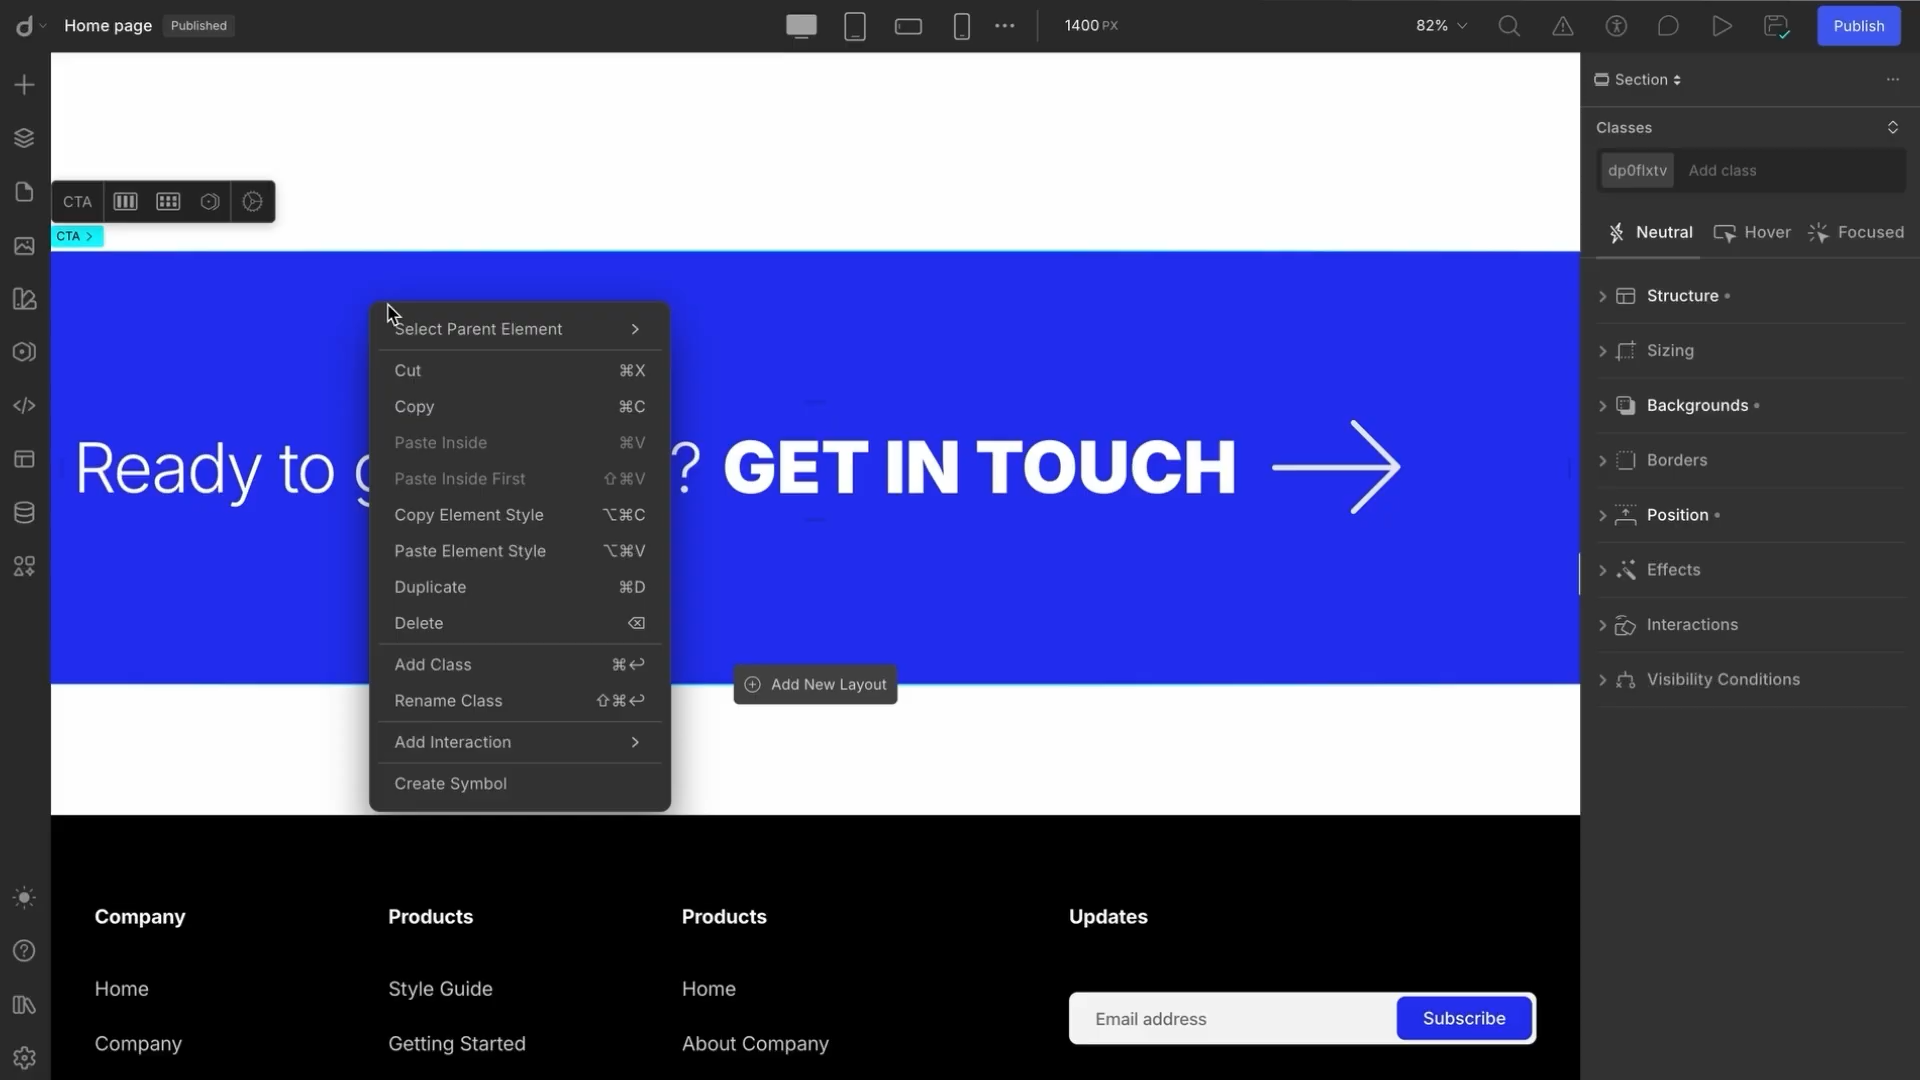 Home page Published 1400 PX 82% Publish
Section
Classes
dp0flxtv Add class
CTA
CTA
Neutral Hover Focused
Structure
Sizing
Backgrounds
Borders
Position
Effects
Interactions
Visibility Conditions
Select Parent Element
Cut ⌘X
Copy ⌘C
Paste Inside ⌘V
Paste Inside First ⇧⌘V
Copy Element Style ⌥⌘C
Paste Element Style ⌥⌘V
Duplicate ⌘D
Delete ⌫
Add Class ⌘↩
Rename Class ⇧⌘↩
Add Interaction
Create Symbol
Ready to g ? GET IN TOUCH
Add New Layout
Company Products Products Updates
Home Style Guide Home
Email address Subscribe
Company Getting Started About Company